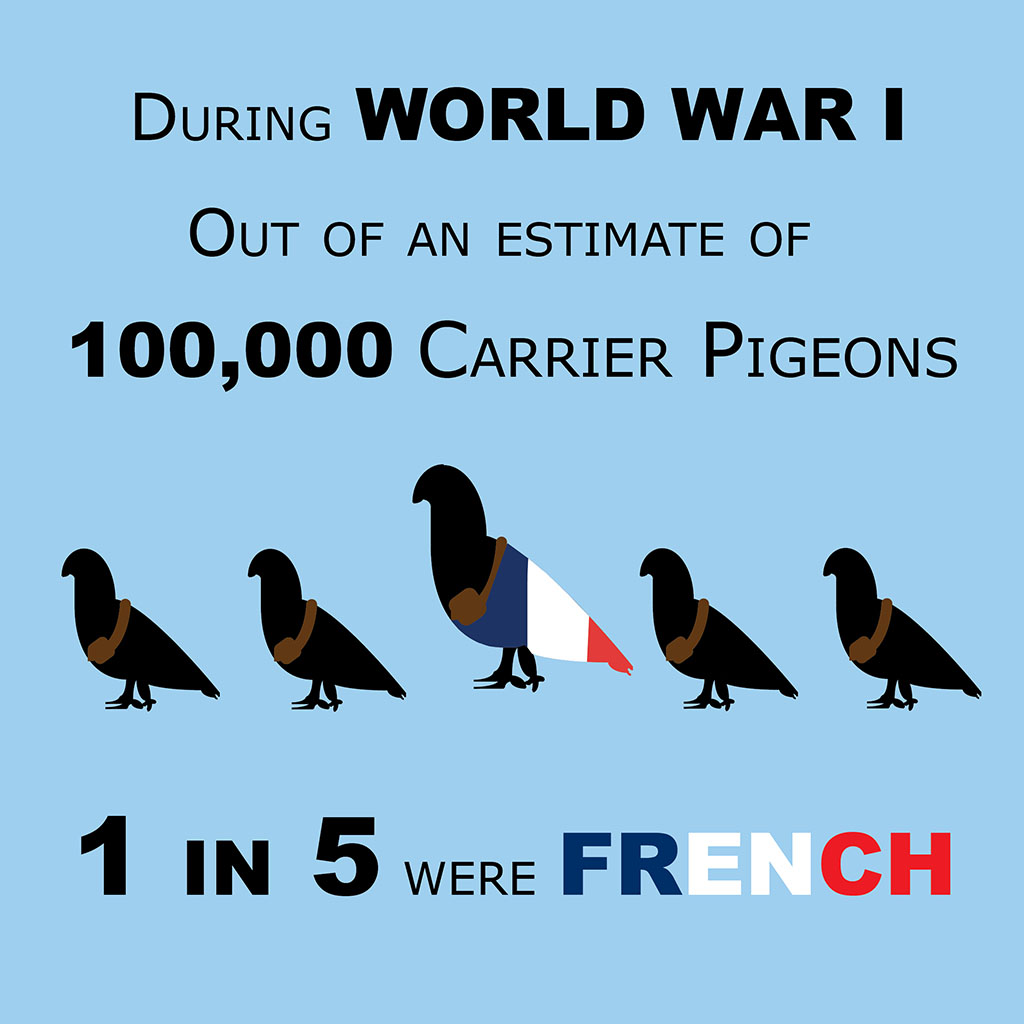 During WORLD WAR I
Out of an estimate of
100,000 Carrier Pigeons
1 in 5 were FRENCH